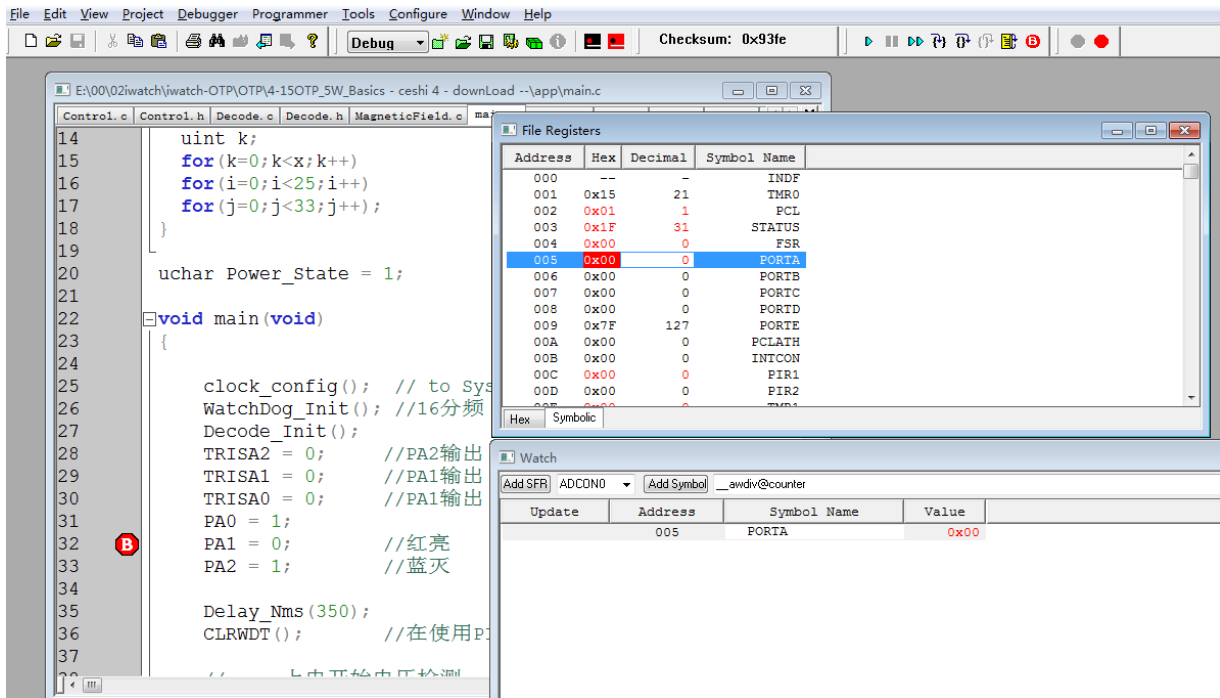 File Edit View Project Debugger Programmer Tools Configure Window Help
Debug Checksum: 0x93fe
E:\00\02iwatch\iwatch-OTP\OTP\4-15OTP_5W_Basics - ceshi 4 - downLoad --\app\main.c
Control.c Control.h Decode.c Decode.h MagneticField.c
14 uint k;
15 for(k=0;k<x;k++)
16 for(i=0;i<25;i++)
17 for(j=0;j<33;j++);
18 }
19
20 uchar Power_State = 1;
21
22 void main(void)
23 {
24
25 clock_config(); // to Sys
26 WatchDog_Init(); //16分频
27 Decode_Init();
28 TRISA2 = 0; //PA2输出
29 TRISA1 = 0; //PA1输出
30 TRISA0 = 0; //PA1输出
31 PA0 = 1;
32 B PA1 = 0; //红亮
33 PA2 = 1; //蓝灭
34
35 Delay_Nms(350);
36 CLRWDT(); //在使用P
37
File Registers
Address Hex Decimal Symbol Name
000 -- - INDF
001 0x15 21 TMR0
002 0x01 1 PCL
003 0x1F 31 STATUS
004 0x00 0 FSR
005 0x00 0 PORTA
006 0x00 0 PORTB
007 0x00 0 PORTC
008 0x00 0 PORTD
009 0x7F 127 PORTE
00A 0x00 0 PCLATH
00B 0x00 0 INTCON
00C 0x00 0 PIR1
00D 0x00 0 PIR2
Hex Symbolic
Watch
Add SFR ADCON0 Add Symbol __awdiv@counter
Update Address Symbol Name Value
005 PORTA 0x00